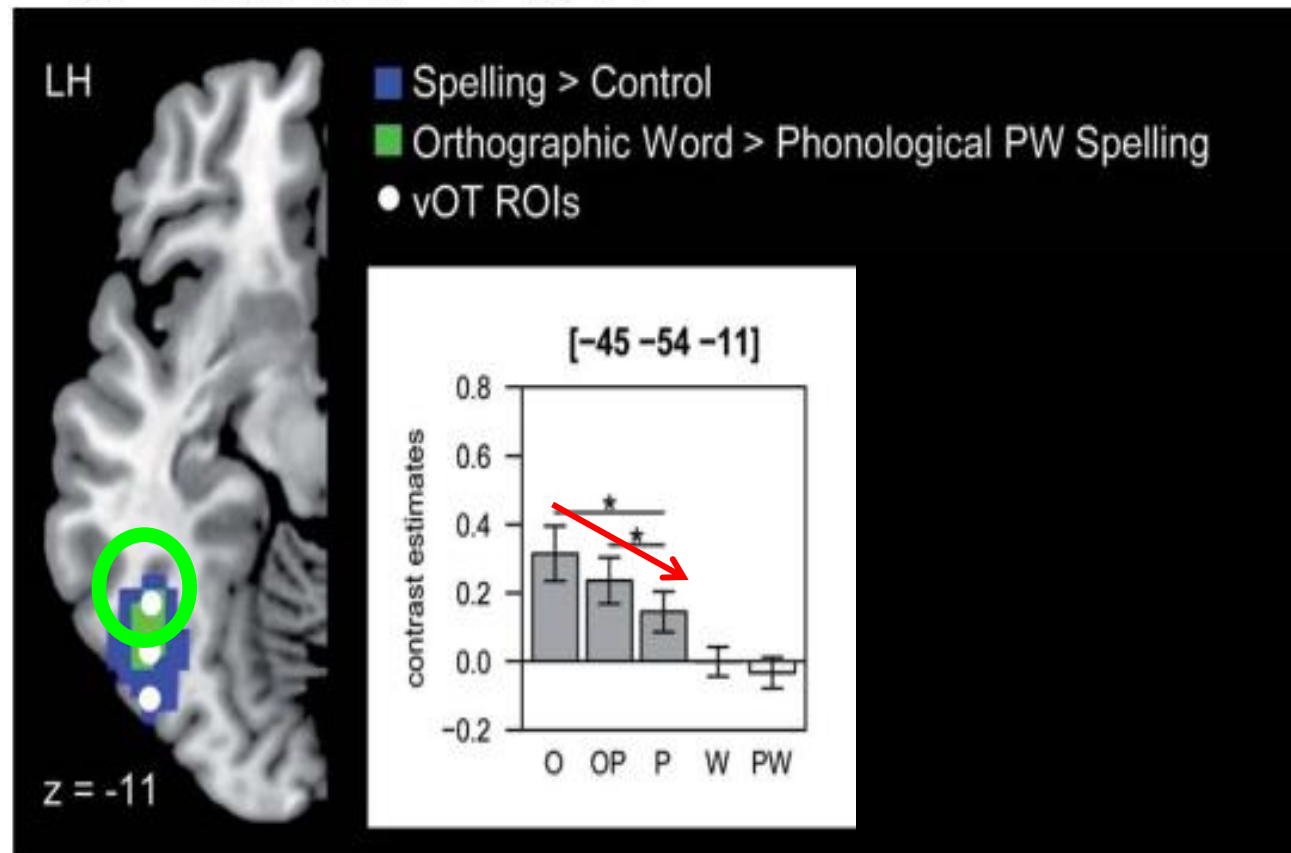 LH
Spelling > Control
Orthographic Word > Phonological PW Spelling
vOT ROIs
[−45 −54 −11]
0.8
0.6
0.4
0.2
0.0
−0.2
contrast estimates
*
*
O OP P W PW
z = -11